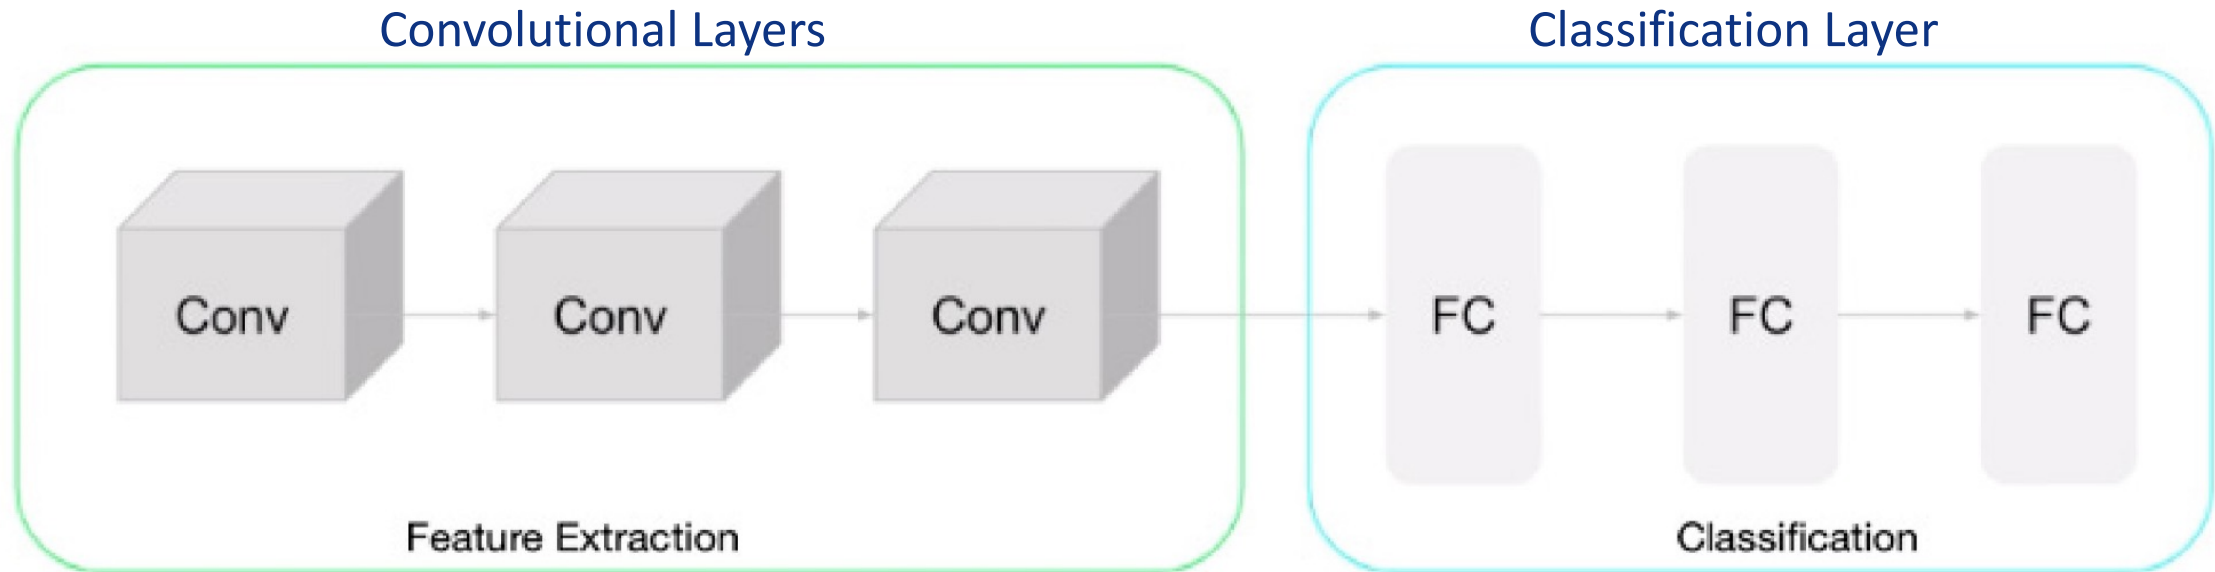 Convolutional Layers
Classification Layer
Conv
Conv
Conv
FC
FC
FC
Feature Extraction
Classification